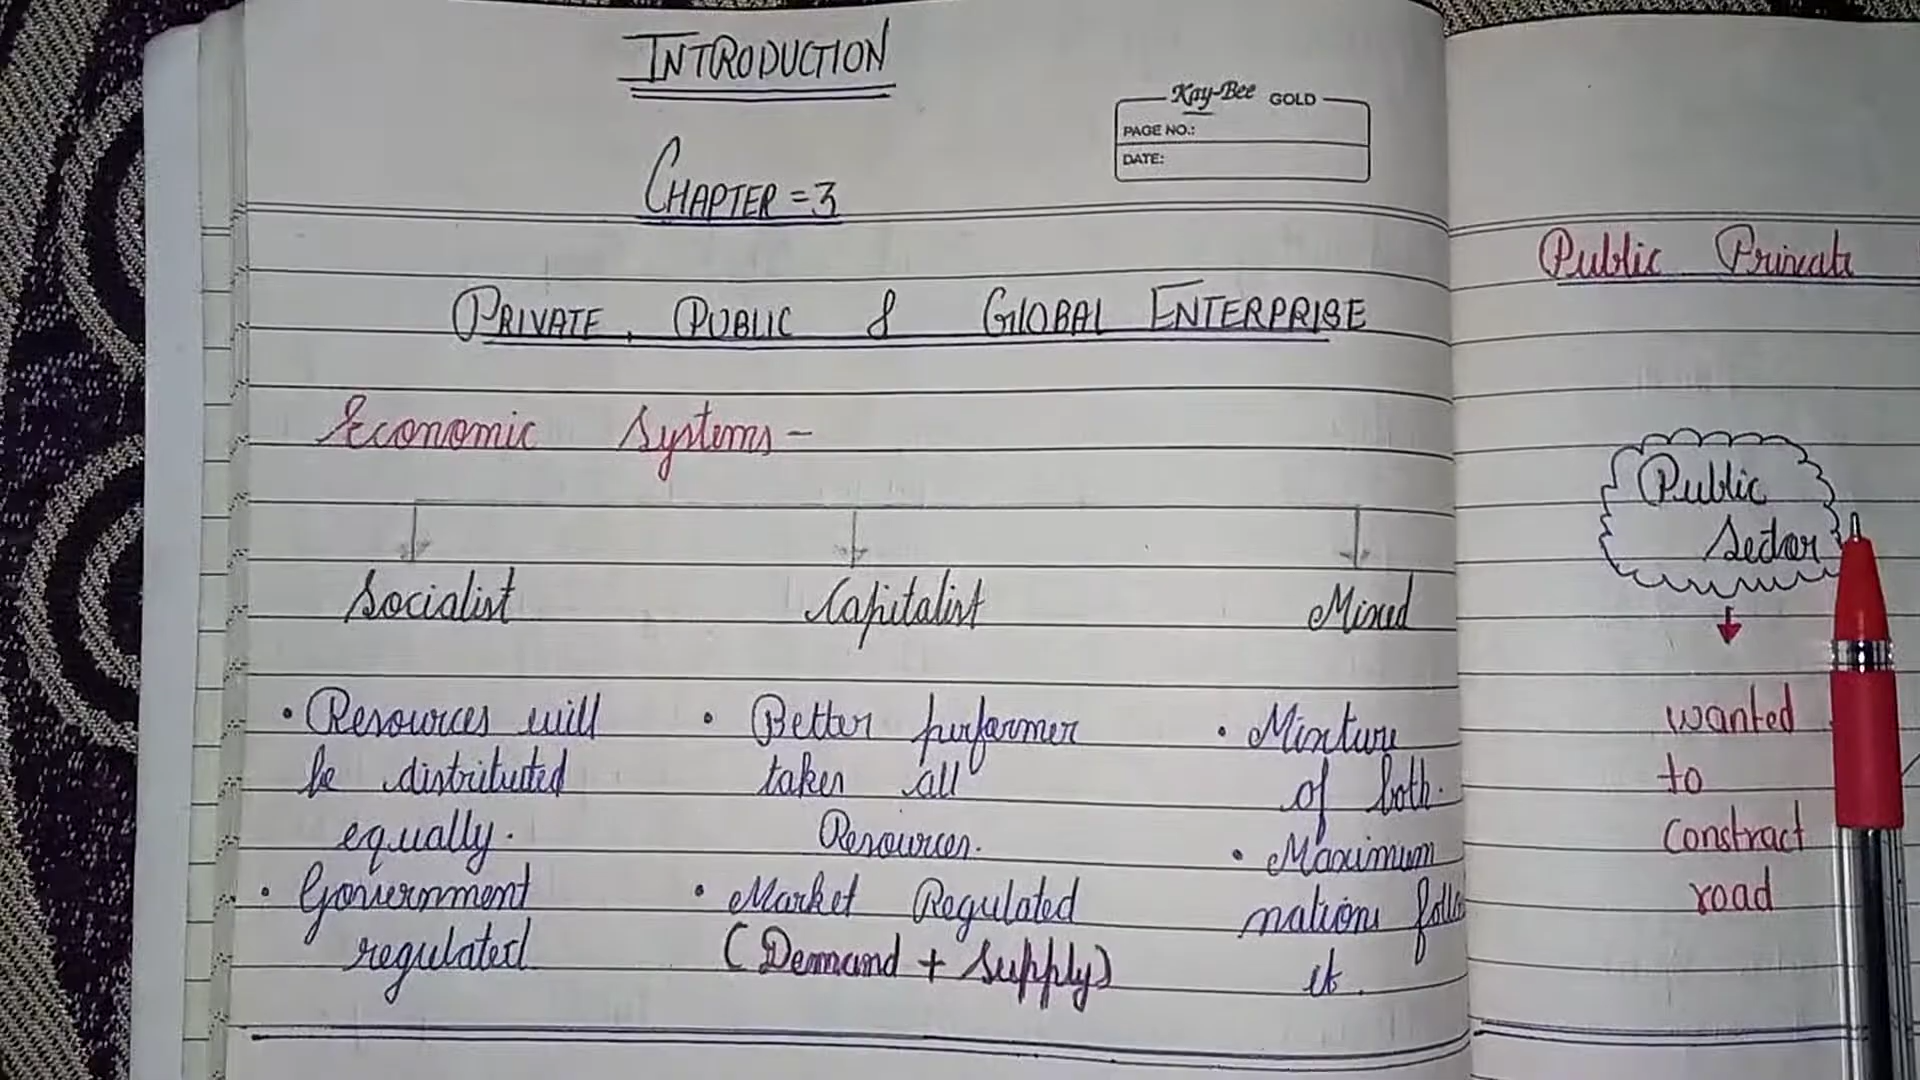 INTRODUCTION
Kay-Bee GOLD
PAGE NO.:
DATE:
CHAPTER = 3
PRIVATE, PUBLIC & GLOBAL ENTERPRISE
Economic Systems -
Socialist Capitalist Mixed
• Resources will
be distributed
equally.
• Government
regulated
• Better performer
takes all
Resources.
• Market Regulated
(Demand + Supply)
• Mixture
of both.
• Maximum
nations follo
it.
Public Private
Public
Sector
wanted
to
Constract
road